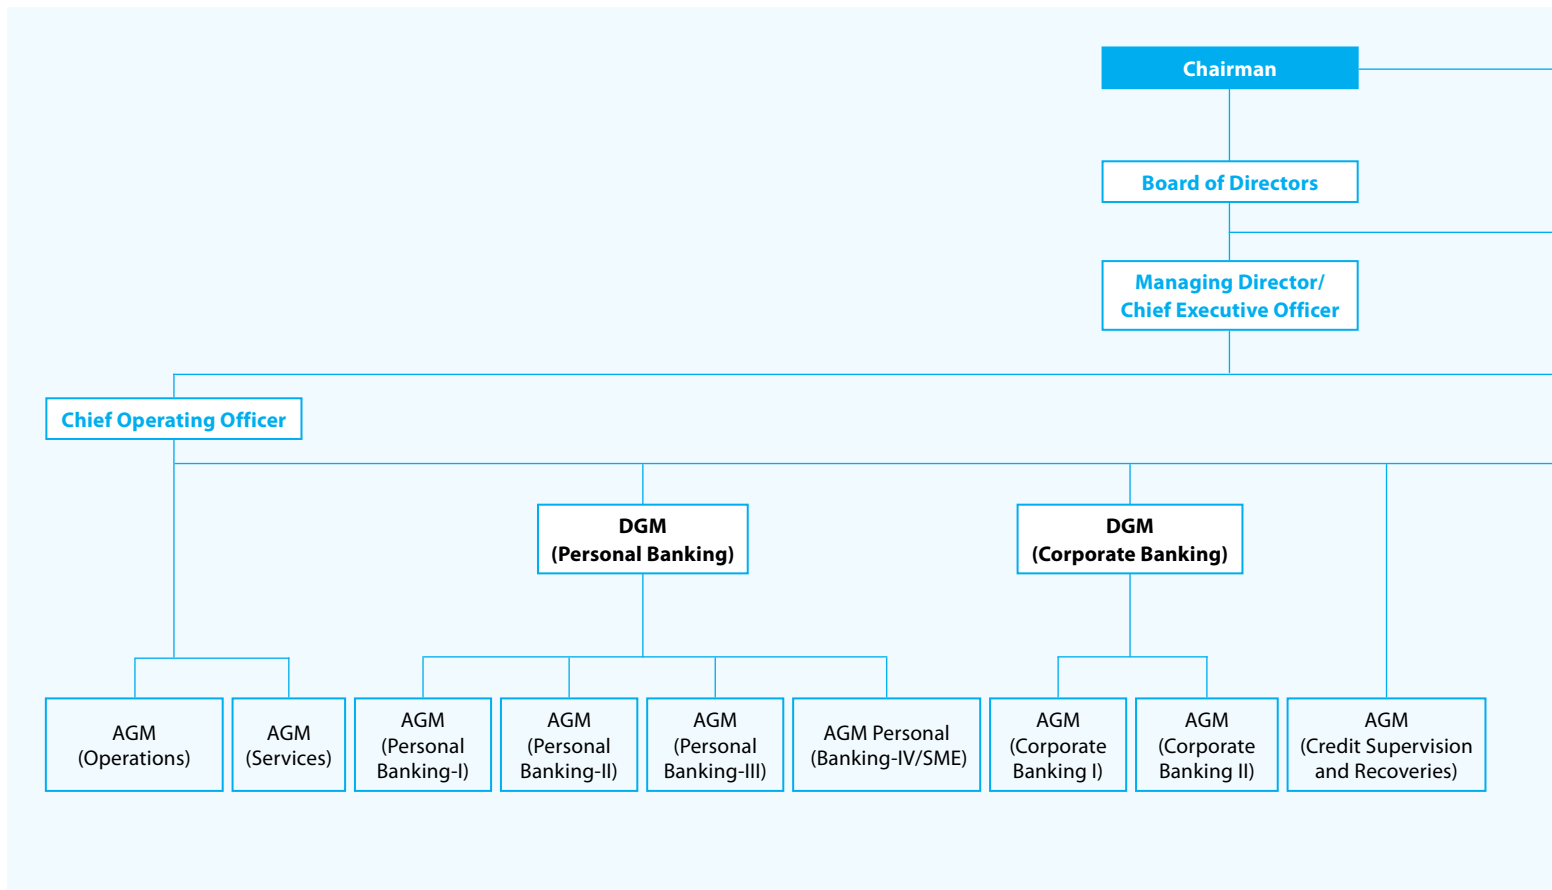 Chairman
Board of Directors
Managing Director/
Chief Executive Officer
Chief Operating Officer
DGM
(Personal Banking)
DGM
(Corporate Banking)
AGM
(Operations)
AGM
(Services)
AGM
(Personal
Banking-I)
AGM
(Personal
Banking-II)
AGM
(Personal
Banking-III)
AGM Personal
(Banking-IV/SME)
AGM
(Corporate
Banking I)
AGM
(Corporate
Banking II)
AGM
(Credit Supervision
and Recoveries)